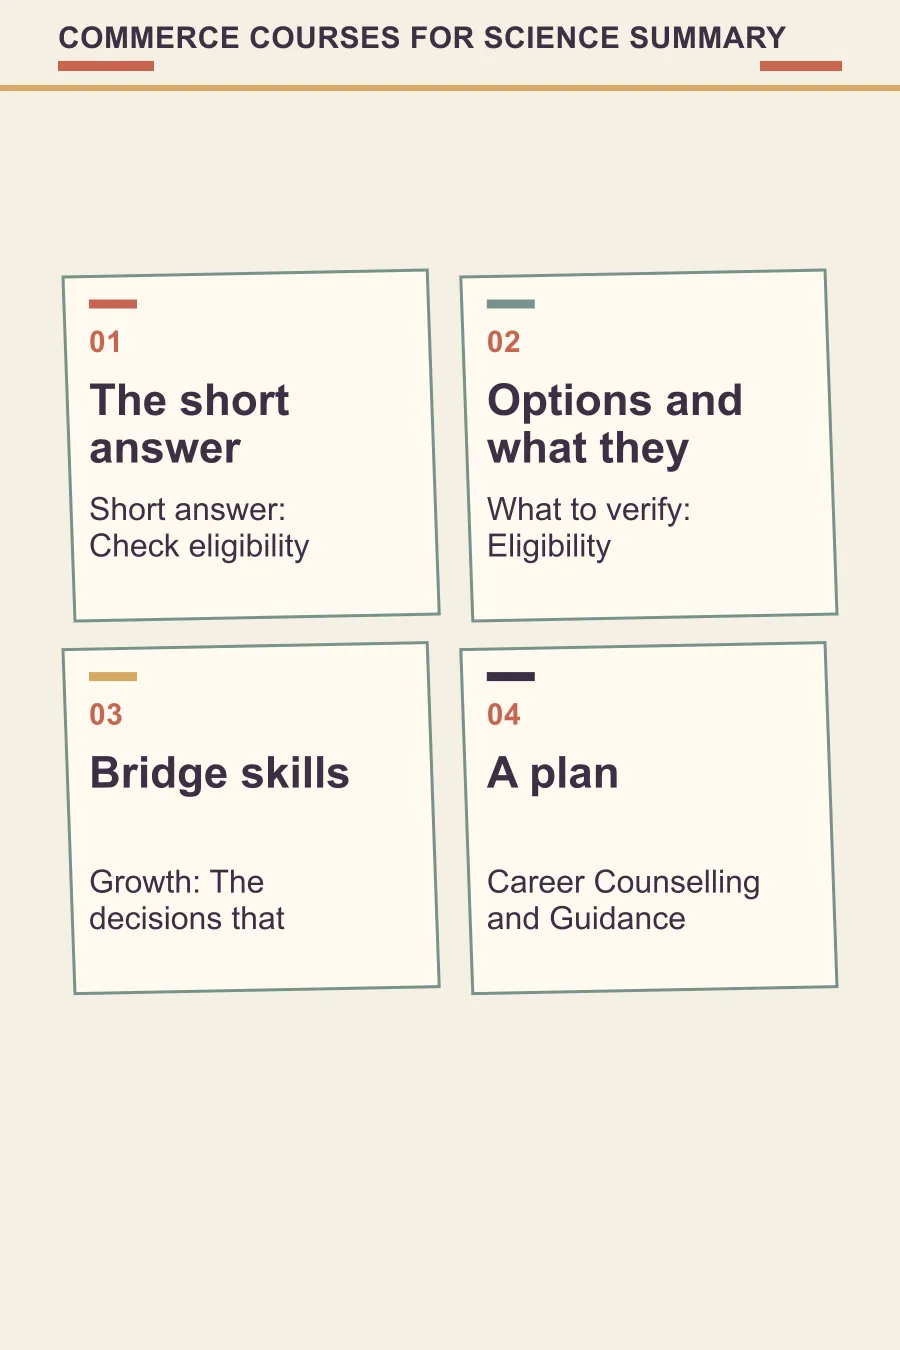 COMMERCE COURSES FOR SCIENCE SUMMARY
01
The short
answer
Short answer:
Check eligibility
02
Options and
what they
What to verify:
Eligibility
03
Bridge skills
Growth: The
decisions that
04
A plan
Career Counselling
and Guidance